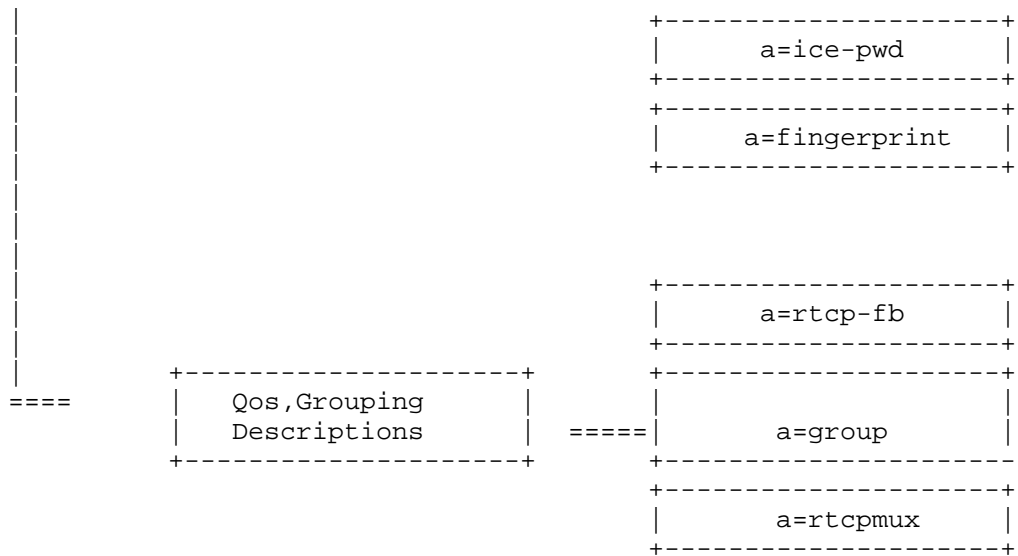 a=ice-pwd
a=fingerprint
a=rtcp-fb
==== Qos,Grouping
Descriptions ===== a=group
a=rtcpmux